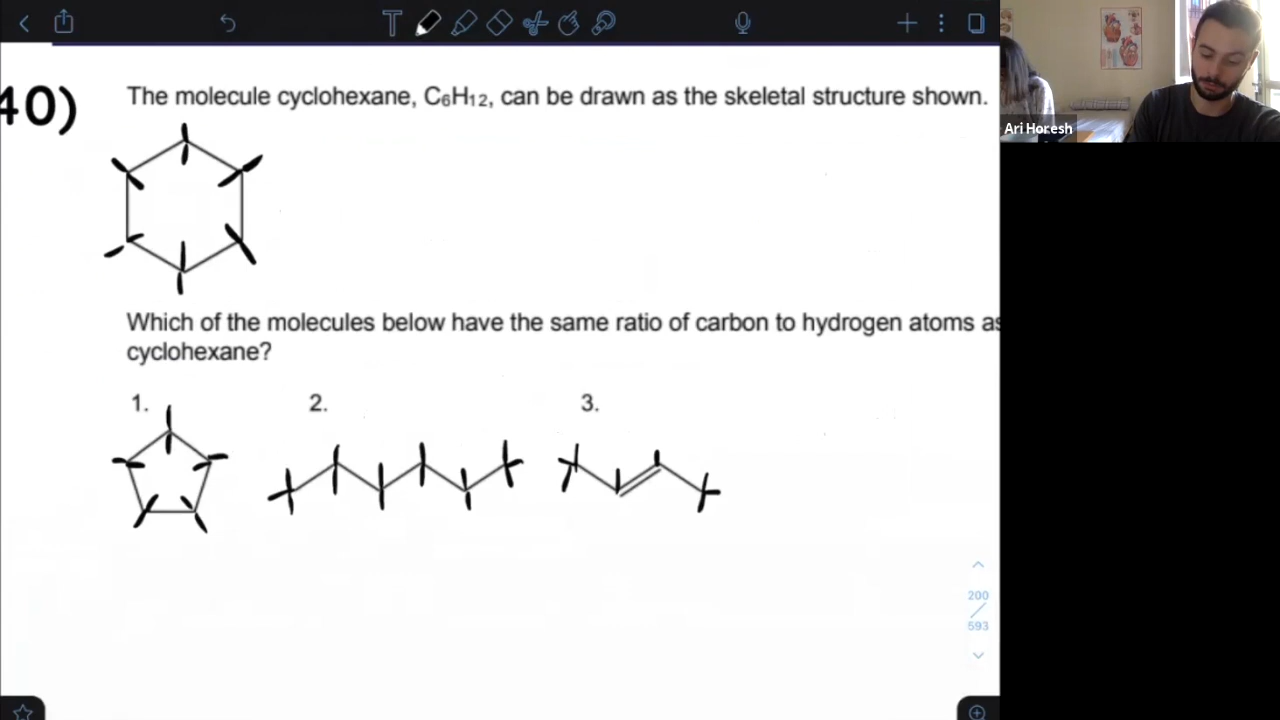 40)
The molecule cyclohexane, C₆H₁₂, can be drawn as the skeletal structure shown.
Ari Horesh
Which of the molecules below have the same ratio of carbon to hydrogen atoms as
cyclohexane?
1. 2. 3.
200
593